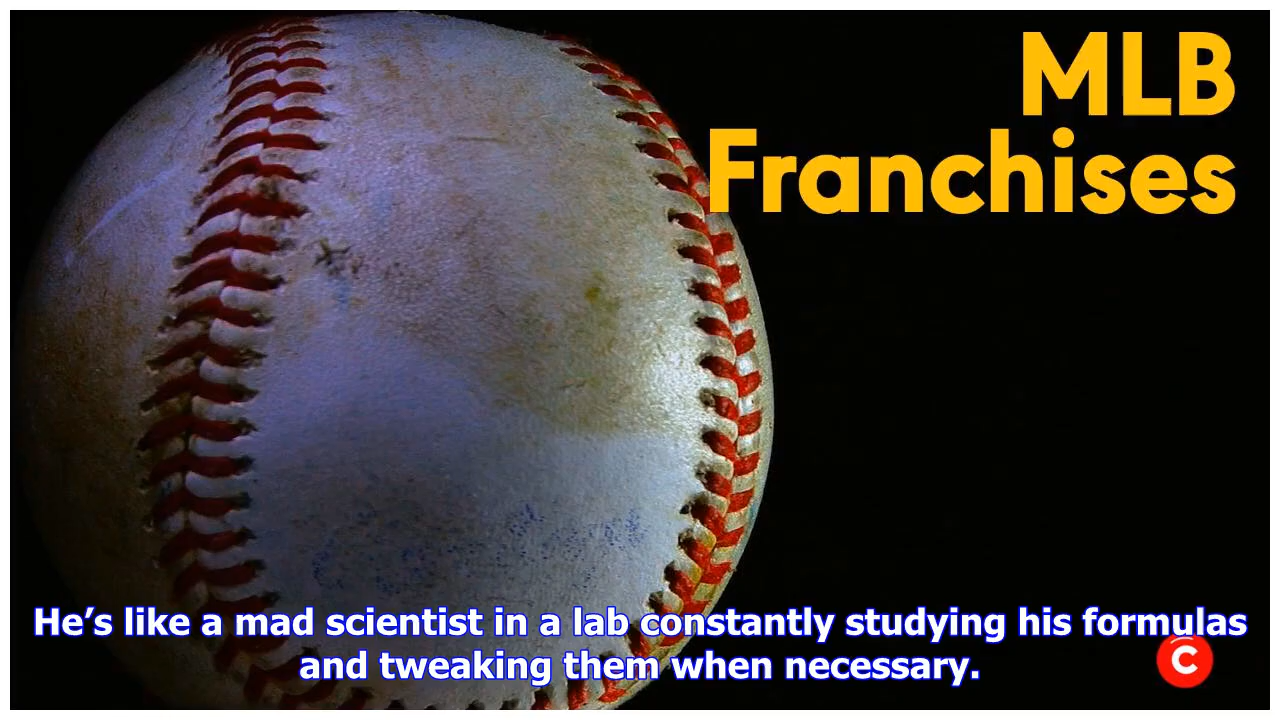 MLB
Franchises
He’s like a mad scientist in a lab constantly studying his formulas
and tweaking them when necessary.
C